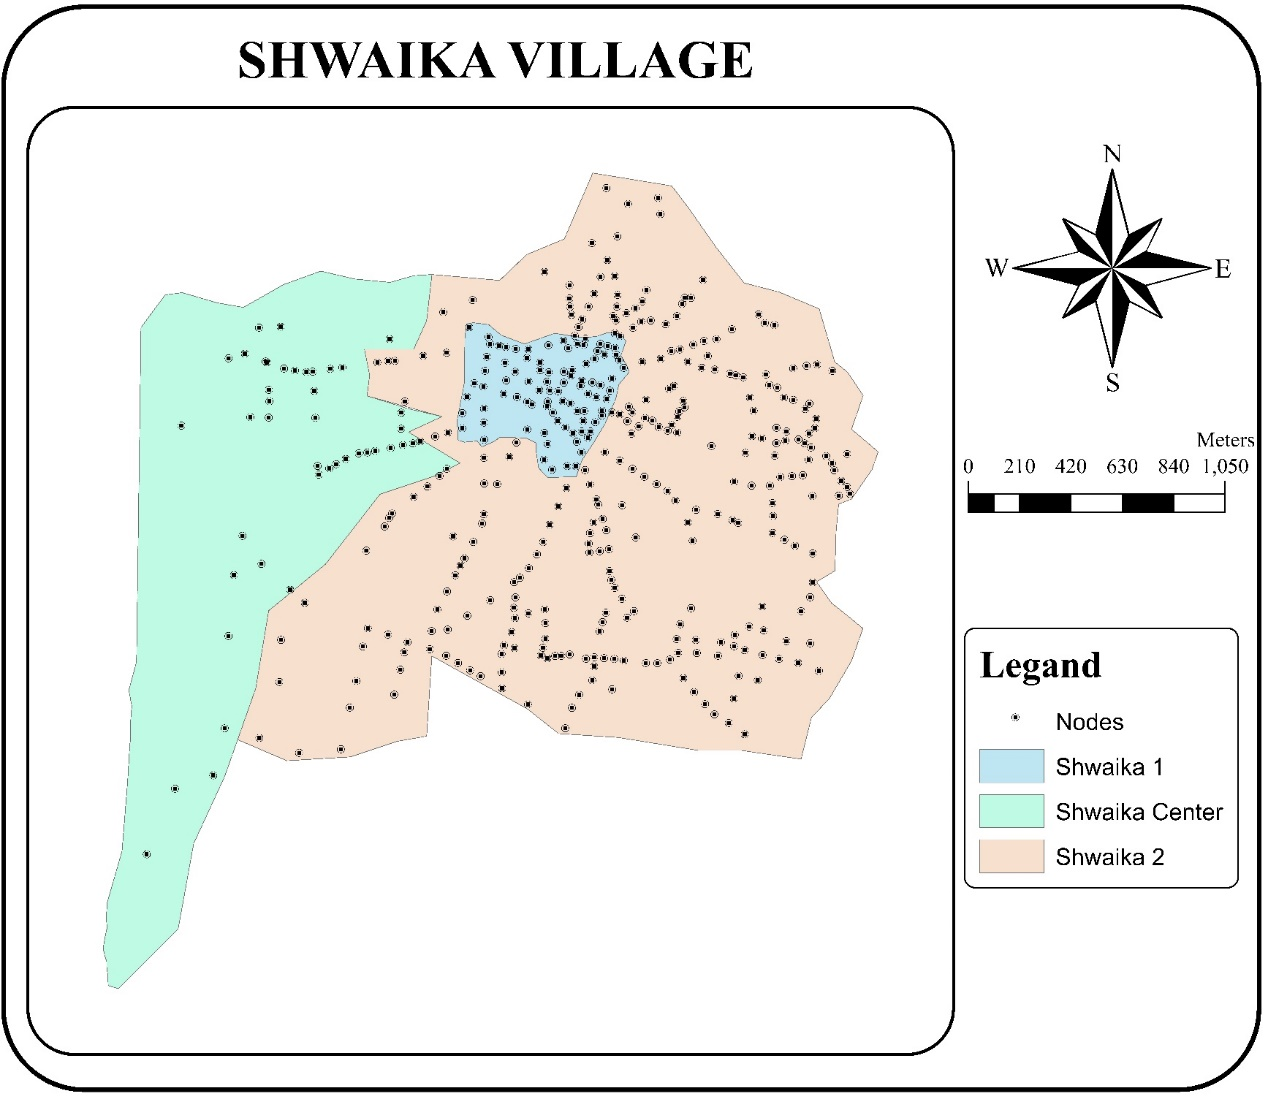 SHWAIKA VILLAGE
N
W
E
S
Meters
0 210 420 630 840 1,050
Legand
Nodes
Shwaika 1
Shwaika Center
Shwaika 2